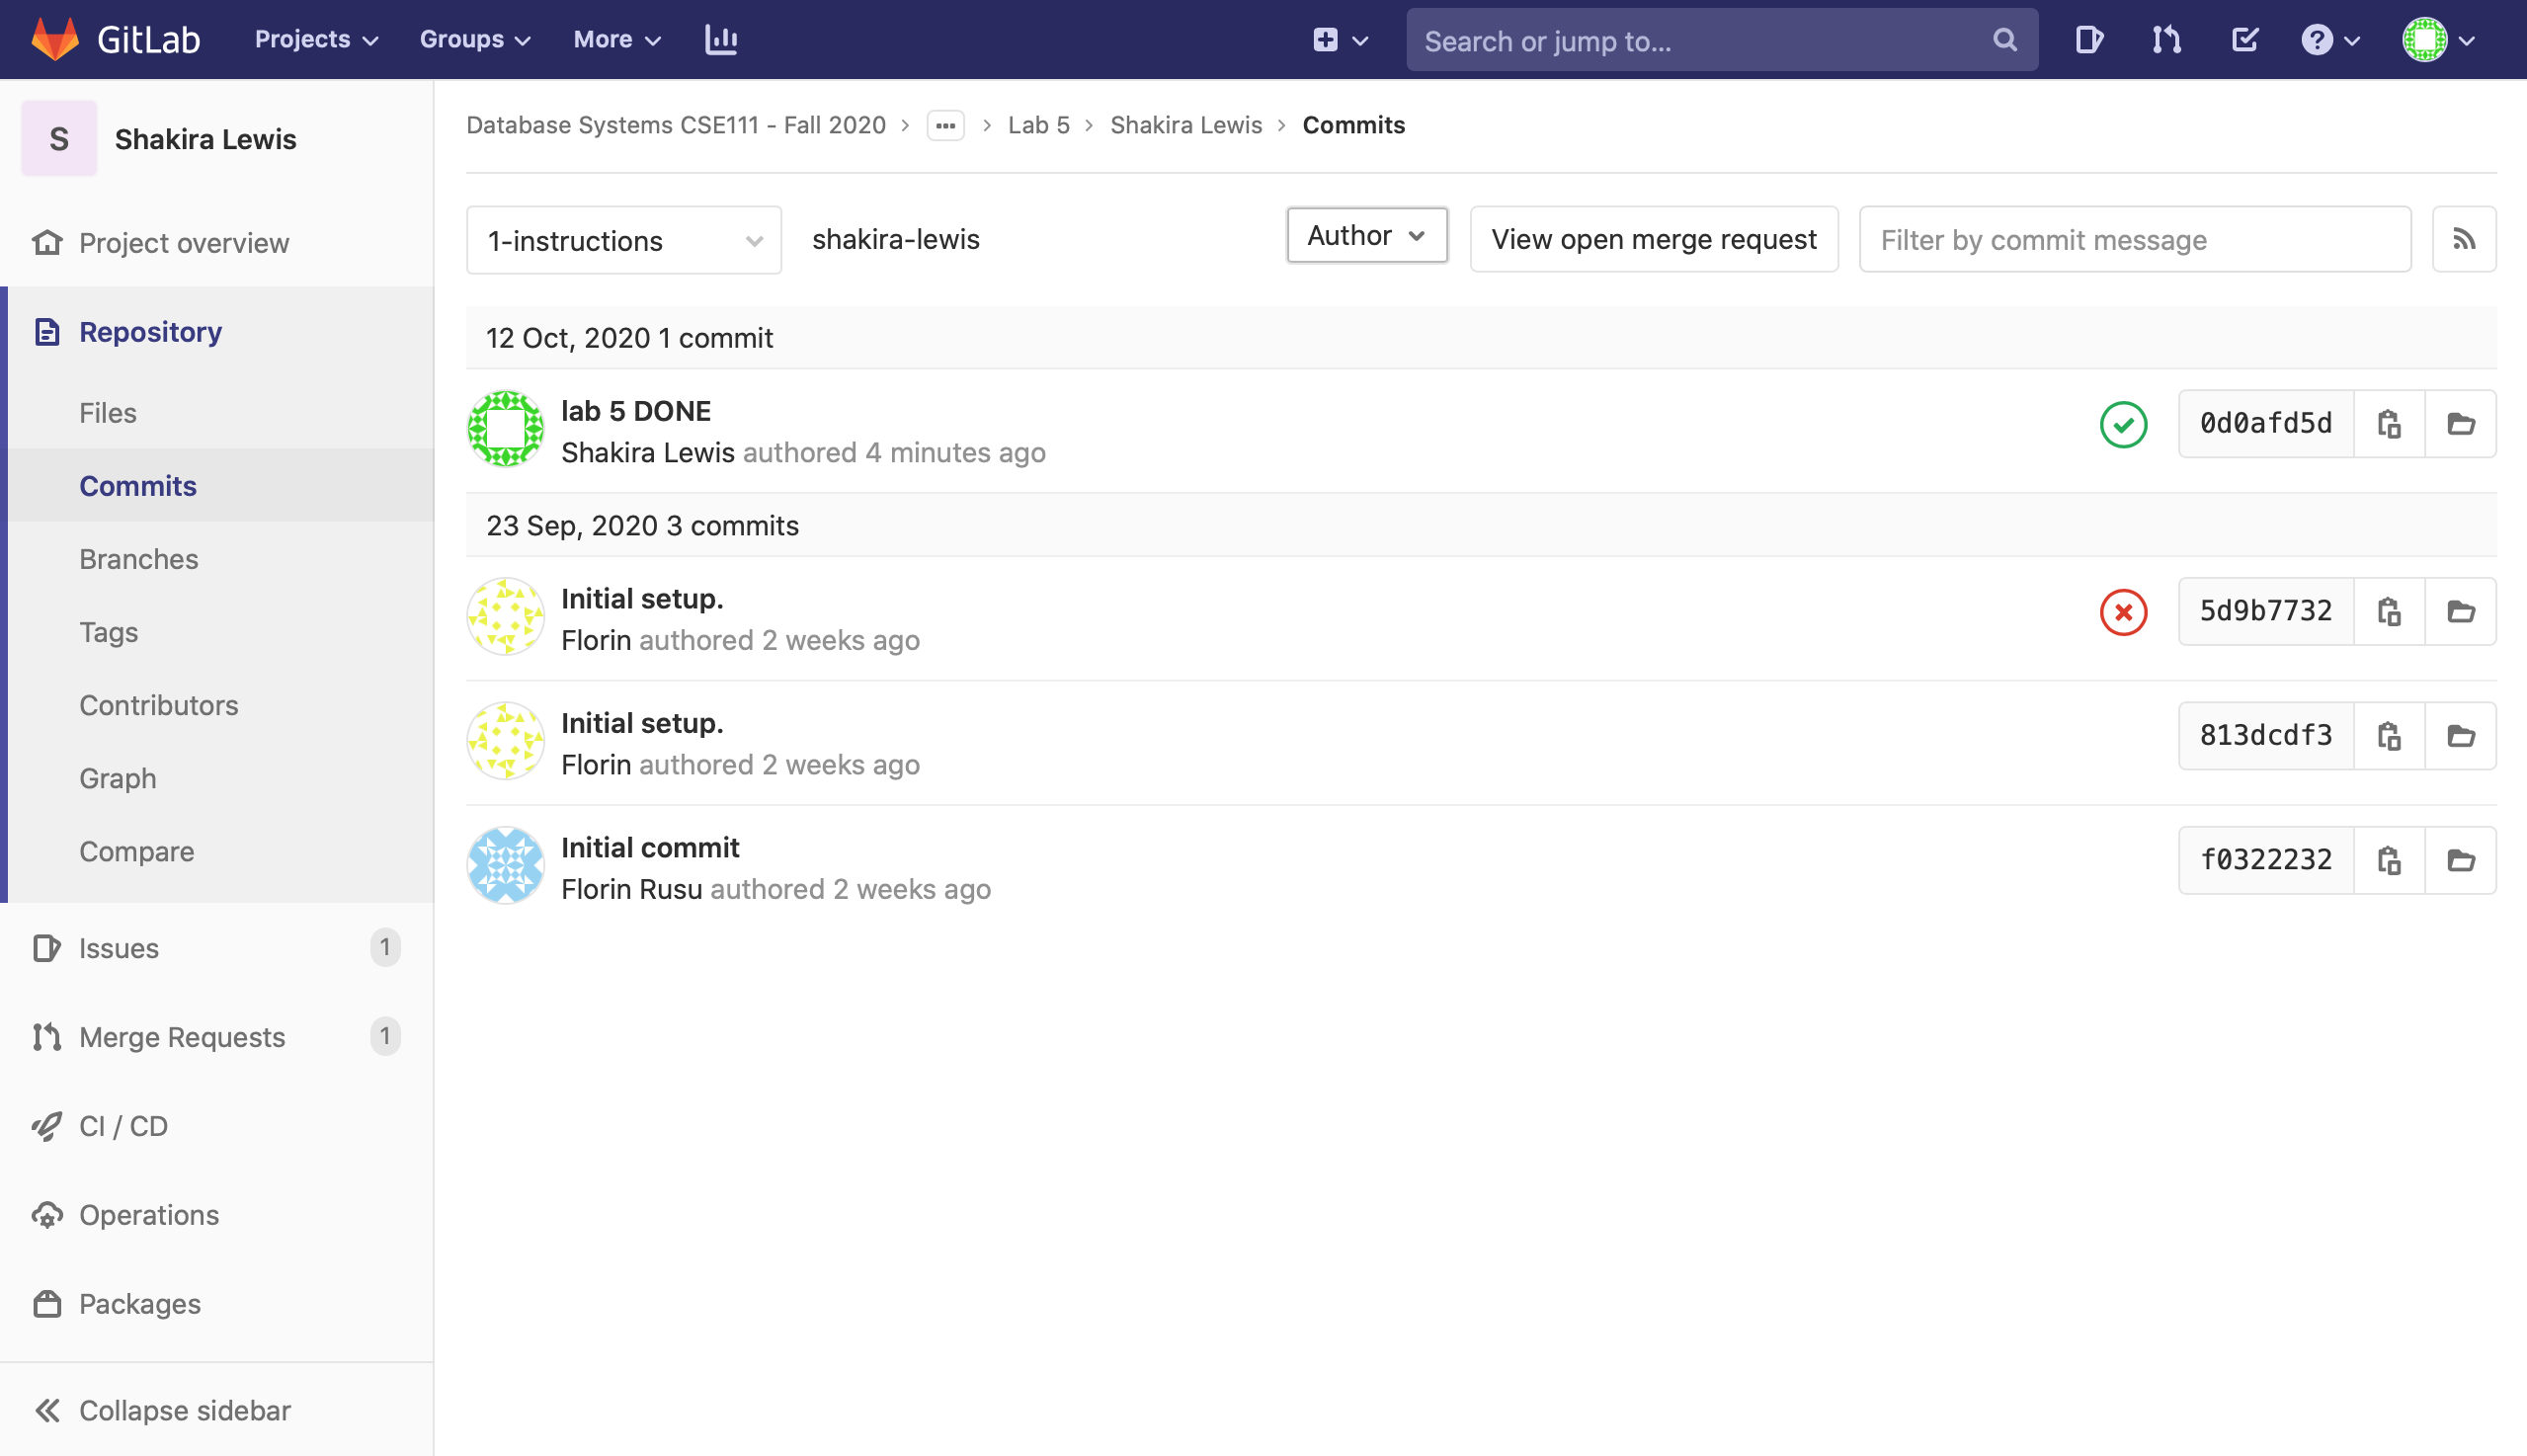 GitLab Projects Groups More Search or jump to...
S Shakira Lewis
Project overview
Repository
Files
Commits
Branches
Tags
Contributors
Graph
Compare
Issues 1
Merge Requests 1
CI / CD
Operations
Packages
Collapse sidebar
Database Systems CSE111 - Fall 2020 > ... > Lab 5 > Shakira Lewis > Commits
1-instructions shakira-lewis Author View open merge request Filter by commit message
12 Oct, 2020 1 commit
lab 5 DONE
Shakira Lewis authored 4 minutes ago
0d0afd5d
23 Sep, 2020 3 commits
Initial setup.
Florin authored 2 weeks ago
5d9b7732
Initial setup.
Florin authored 2 weeks ago
813dcdf3
Initial commit
Florin Rusu authored 2 weeks ago
f0322232